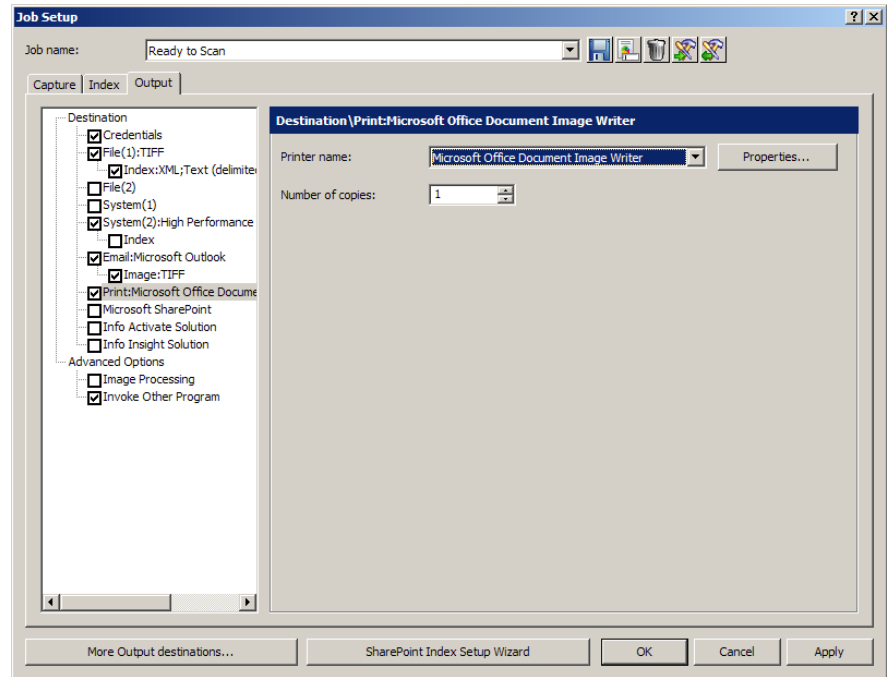 Job Setup
Job name: Ready to Scan
Capture Index Output
Destination
Credentials
File(1):TIFF
Index:XML;Text (delimite
File(2)
System(1)
System(2):High Performance
Index
Email:Microsoft Outlook
Image:TIFF
Print:Microsoft Office Docume
Microsoft SharePoint
Info Activate Solution
Info Insight Solution
Advanced Options
Image Processing
Invoke Other Program
Destination\Print:Microsoft Office Document Image Writer
Printer name: Microsoft Office Document Image Writer Properties...
Number of copies: 1
More Output destinations... SharePoint Index Setup Wizard OK Cancel Apply